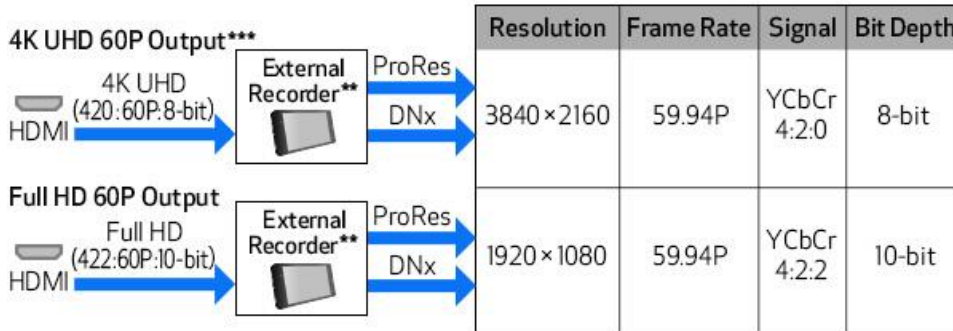 4K UHD 60P Output***
4K UHD
(420:60P:8-bit)
HDMI
External
Recorder**
ProRes
DNx
Full HD 60P Output
Full HD
(422:60P:10-bit)
HDMI
External
Recorder**
ProRes
DNx
Resolution Frame Rate Signal Bit Depth
3840×2160 59.94P YCbCr 4:2:0 8-bit
1920×1080 59.94P YCbCr 4:2:2 10-bit